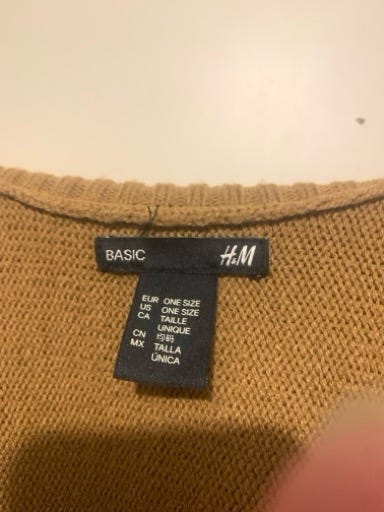 BASIC H&M
EUR ONE SIZE
US ONE SIZE
CA TAILLE
UNIQUE
CN 均码
MX TALLA
ÚNICA